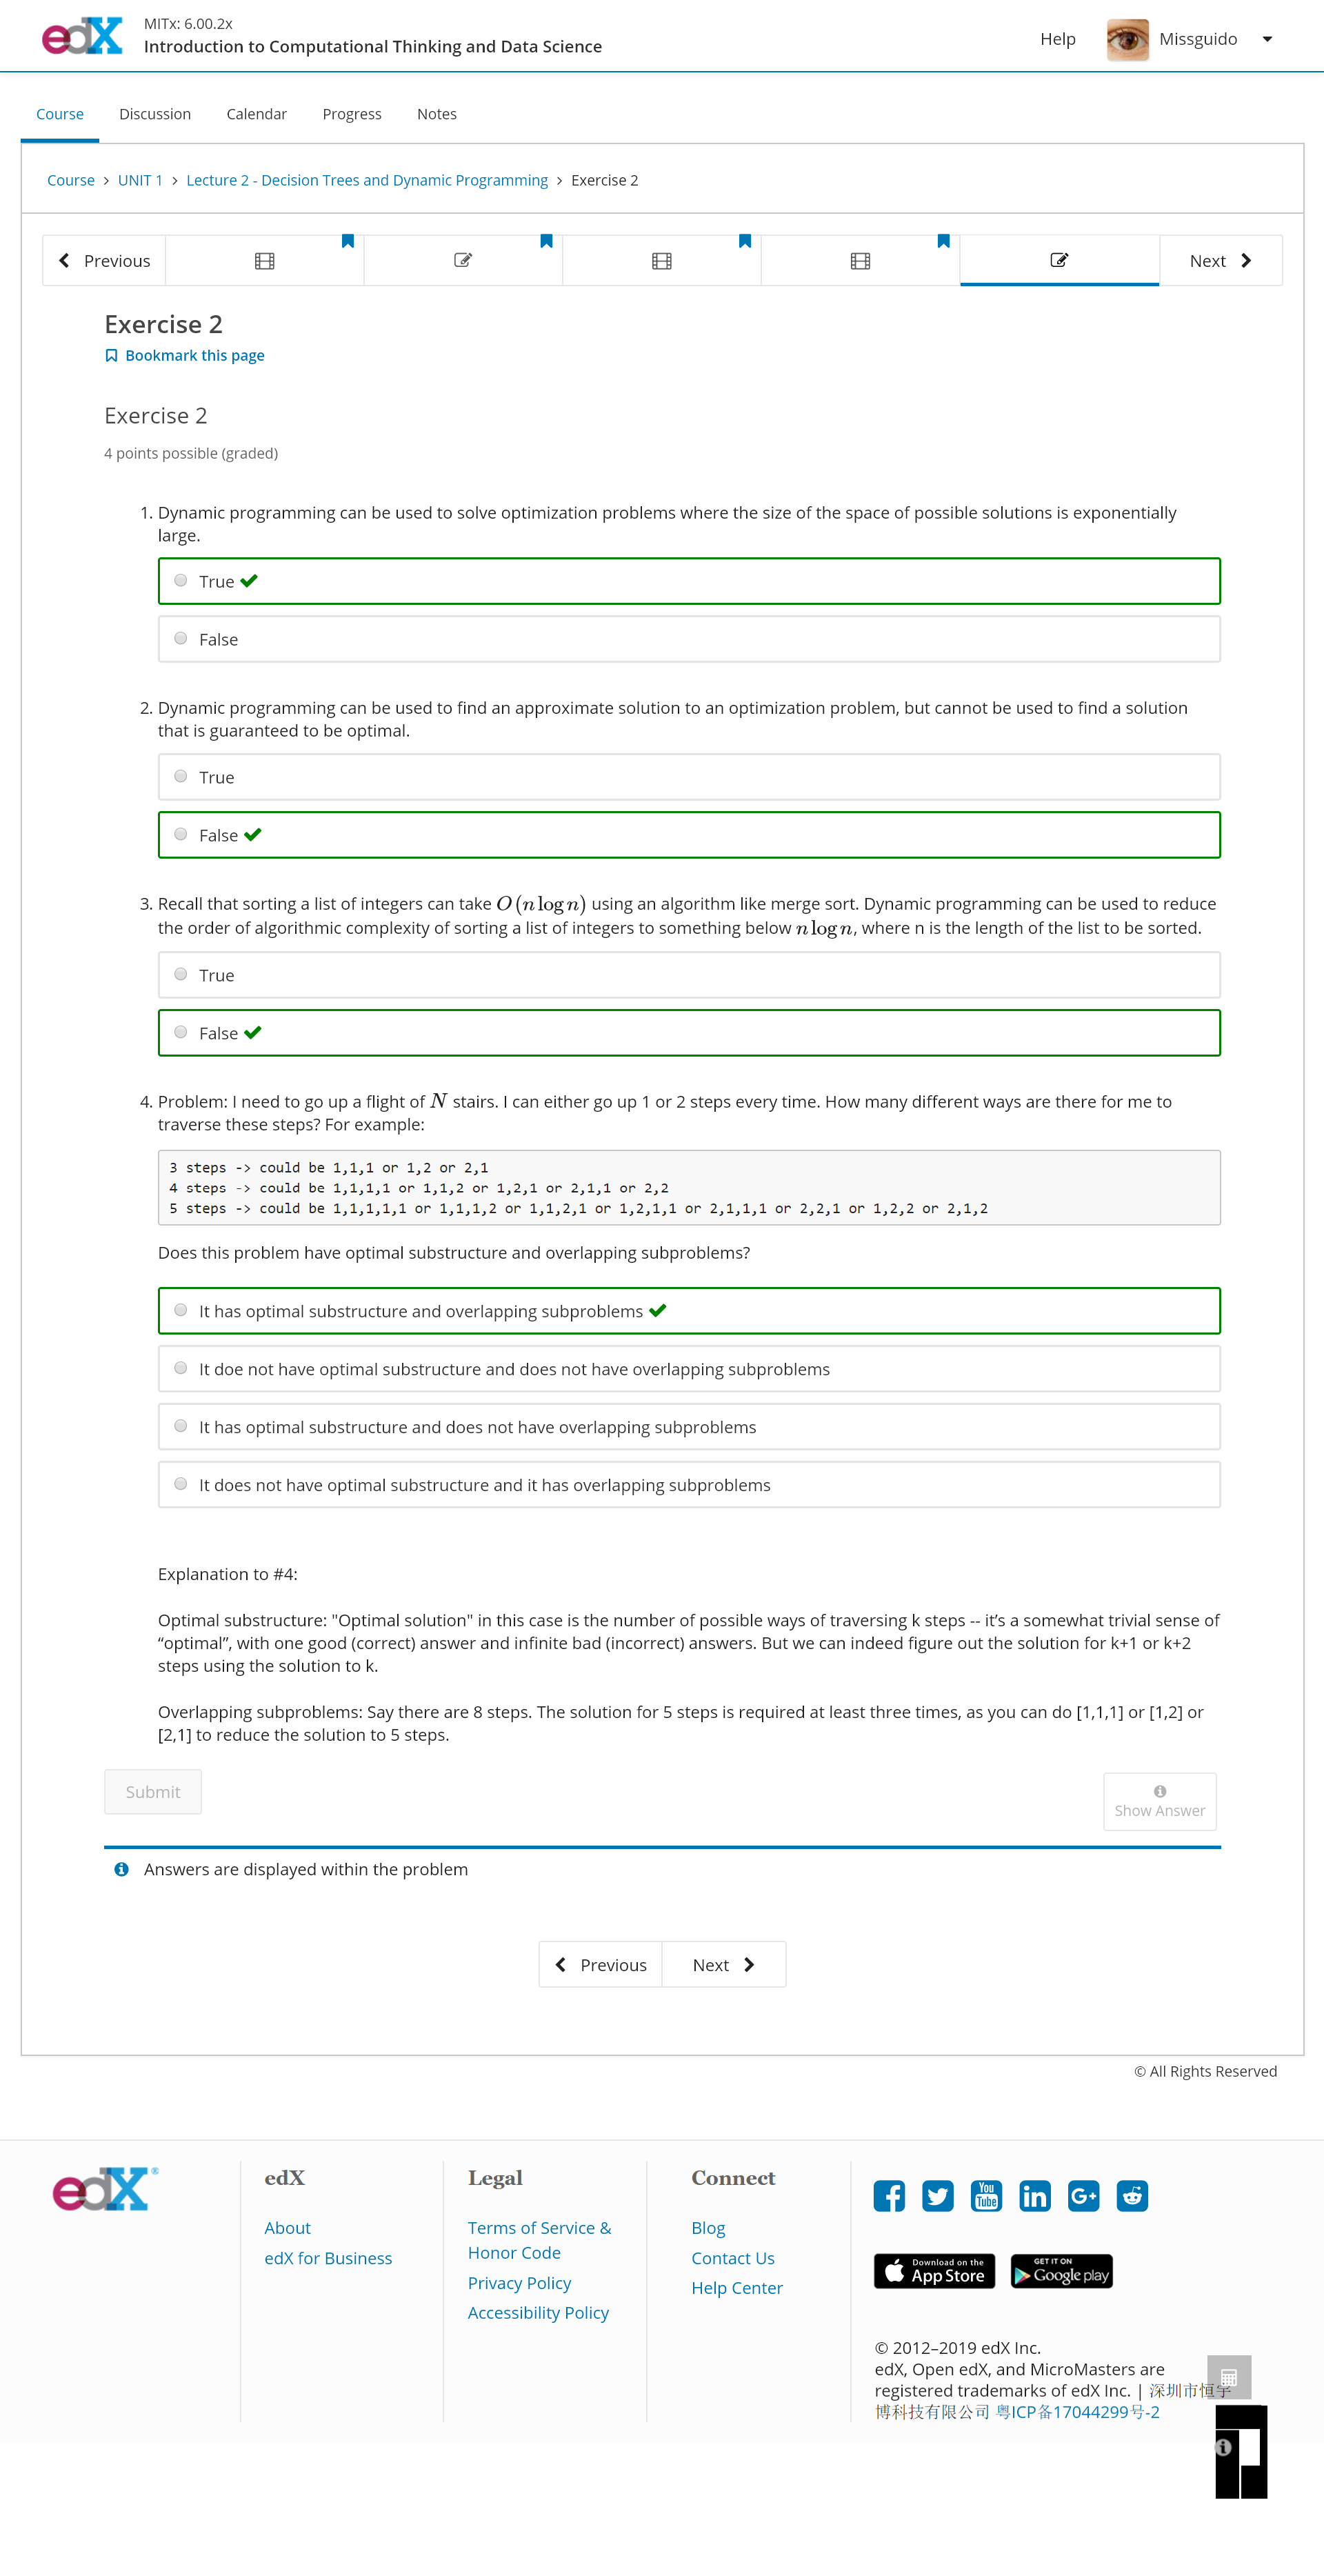 edX
MITx: 6.00.2x
Introduction to Computational Thinking and Data Science
Help
Missguido
Course
Discussion
Calendar
Progress
Notes
Course > UNIT 1 > Lecture 2 - Decision Trees and Dynamic Programming > Exercise 2
Previous
Next
Exercise 2
Bookmark this page
Exercise 2
4 points possible (graded)
1. Dynamic programming can be used to solve optimization problems where the size of the space of possible solutions is exponentially
large.
True
False
2. Dynamic programming can be used to find an approximate solution to an optimization problem, but cannot be used to find a solution
that is guaranteed to be optimal.
True
False
3. Recall that sorting a list of integers can take O (n log n) using an algorithm like merge sort. Dynamic programming can be used to reduce
the order of algorithmic complexity of sorting a list of integers to something below n log n, where n is the length of the list to be sorted.
True
False
4. Problem: I need to go up a flight of N stairs. I can either go up 1 or 2 steps every time. How many different ways are there for me to
traverse these steps? For example:
3 steps -> could be 1,1,1 or 1,2 or 2,1
4 steps -> could be 1,1,1,1 or 1,1,2 or 1,2,1 or 2,1,1 or 2,2
5 steps -> could be 1,1,1,1,1 or 1,1,1,2 or 1,1,2,1 or 1,2,1,1 or 2,1,1,1 or 2,2,1 or 1,2,2 or 2,1,2
Does this problem have optimal substructure and overlapping subproblems?
It has optimal substructure and overlapping subproblems
It doe not have optimal substructure and does not have overlapping subproblems
It has optimal substructure and does not have overlapping subproblems
It does not have optimal substructure and it has overlapping subproblems
Explanation to #4:
Optimal substructure: "Optimal solution" in this case is the number of possible ways of traversing k steps -- it’s a somewhat trivial sense of
“optimal”, with one good (correct) answer and infinite bad (incorrect) answers. But we can indeed figure out the solution for k+1 or k+2
steps using the solution to k.
Overlapping subproblems: Say there are 8 steps. The solution for 5 steps is required at least three times, as you can do [1,1,1] or [1,2] or
[2,1] to reduce the solution to 5 steps.
Submit
Show Answer
Answers are displayed within the problem
Previous
Next
© All Rights Reserved
edX®
edX
About
edX for Business
Legal
Terms of Service &
Honor Code
Privacy Policy
Accessibility Policy
Connect
Blog
Contact Us
Help Center
You
Tube
in
G+
Download on the
App Store
GET IT ON
Google play
© 2012–2019 edX Inc.
edX, Open edX, and MicroMasters are
registered trademarks of edX Inc. | 深圳市恒宇
博科技有限公司 粤ICP备17044299号-2